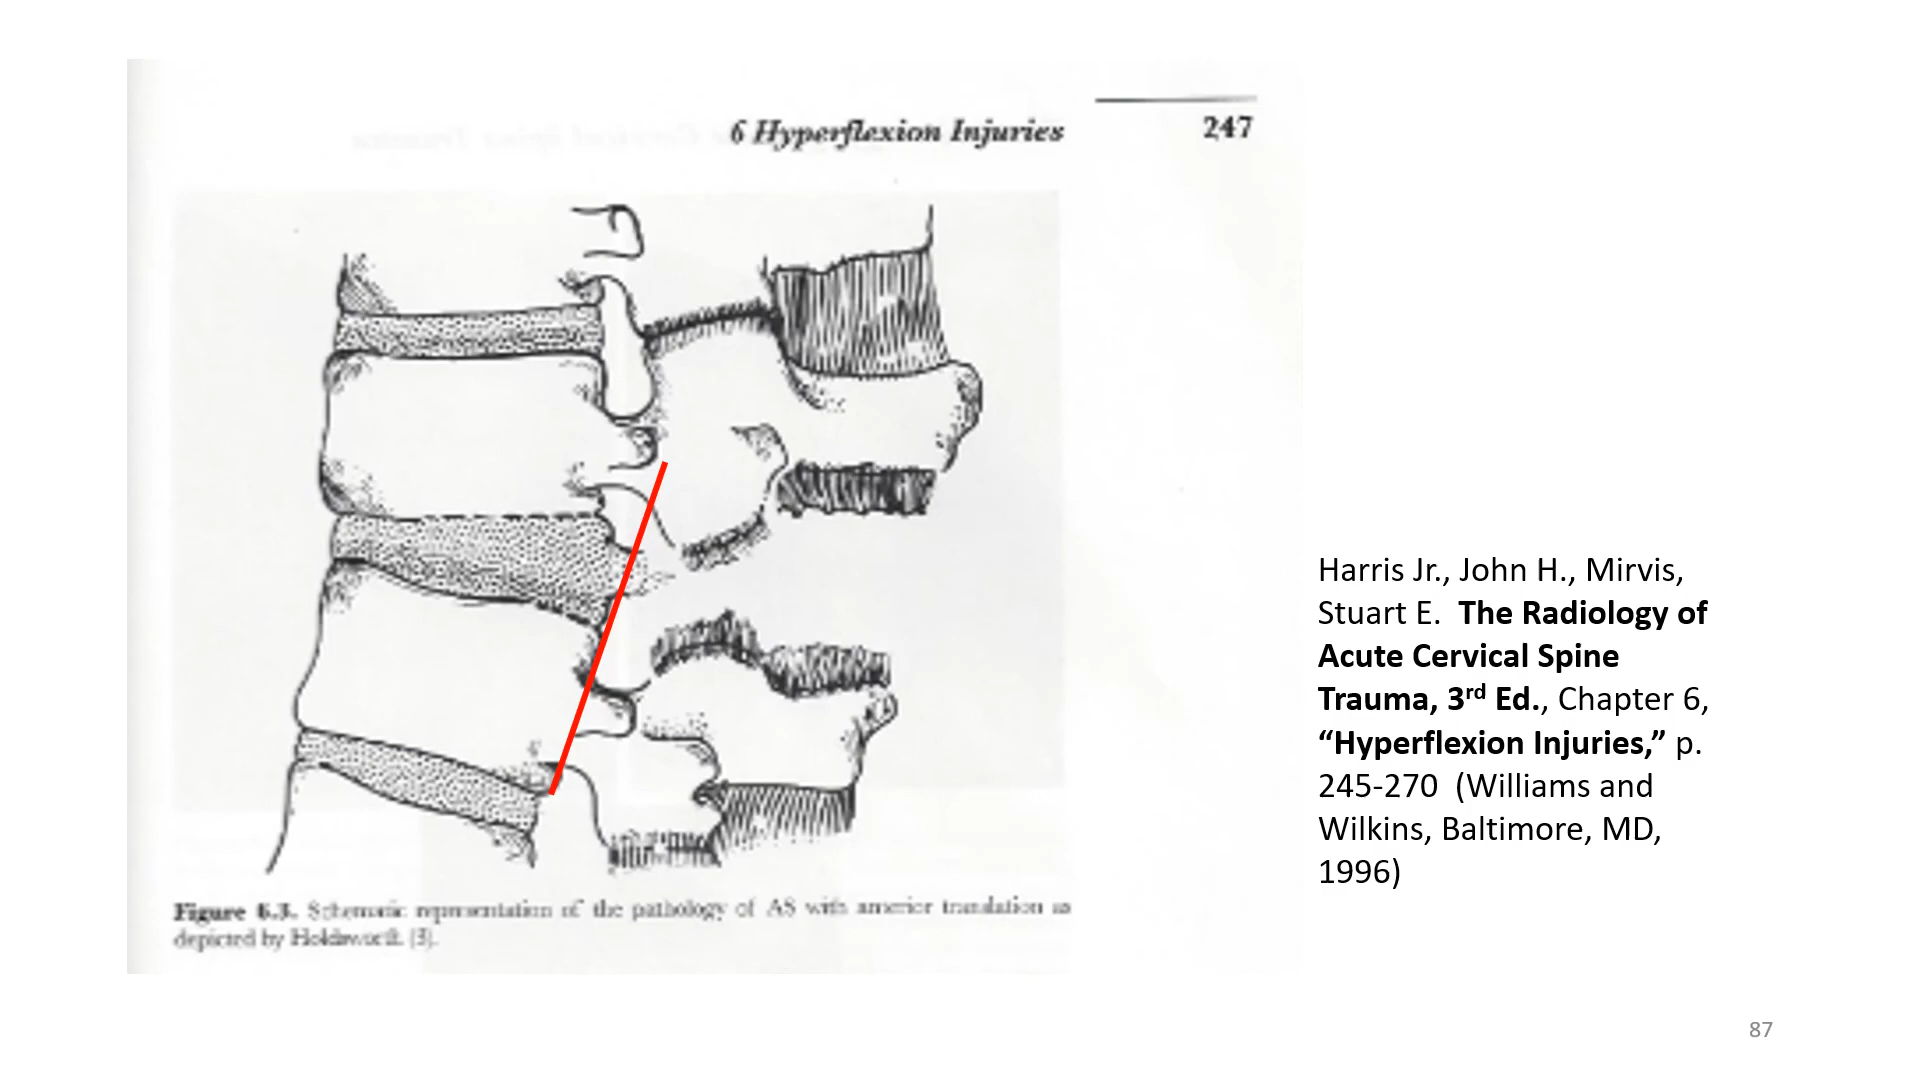 6 Hyperflexion Injuries
247
Figure 6.3. Schematic representation of the pathology of AS with anterior translation as
depicted by Holdsworth (3).
Harris Jr., John H., Mirvis,
Stuart E. The Radiology of
Acute Cervical Spine
Trauma, 3rd Ed., Chapter 6,
“Hyperflexion Injuries,” p.
245-270 (Williams and
Wilkins, Baltimore, MD,
1996)
87